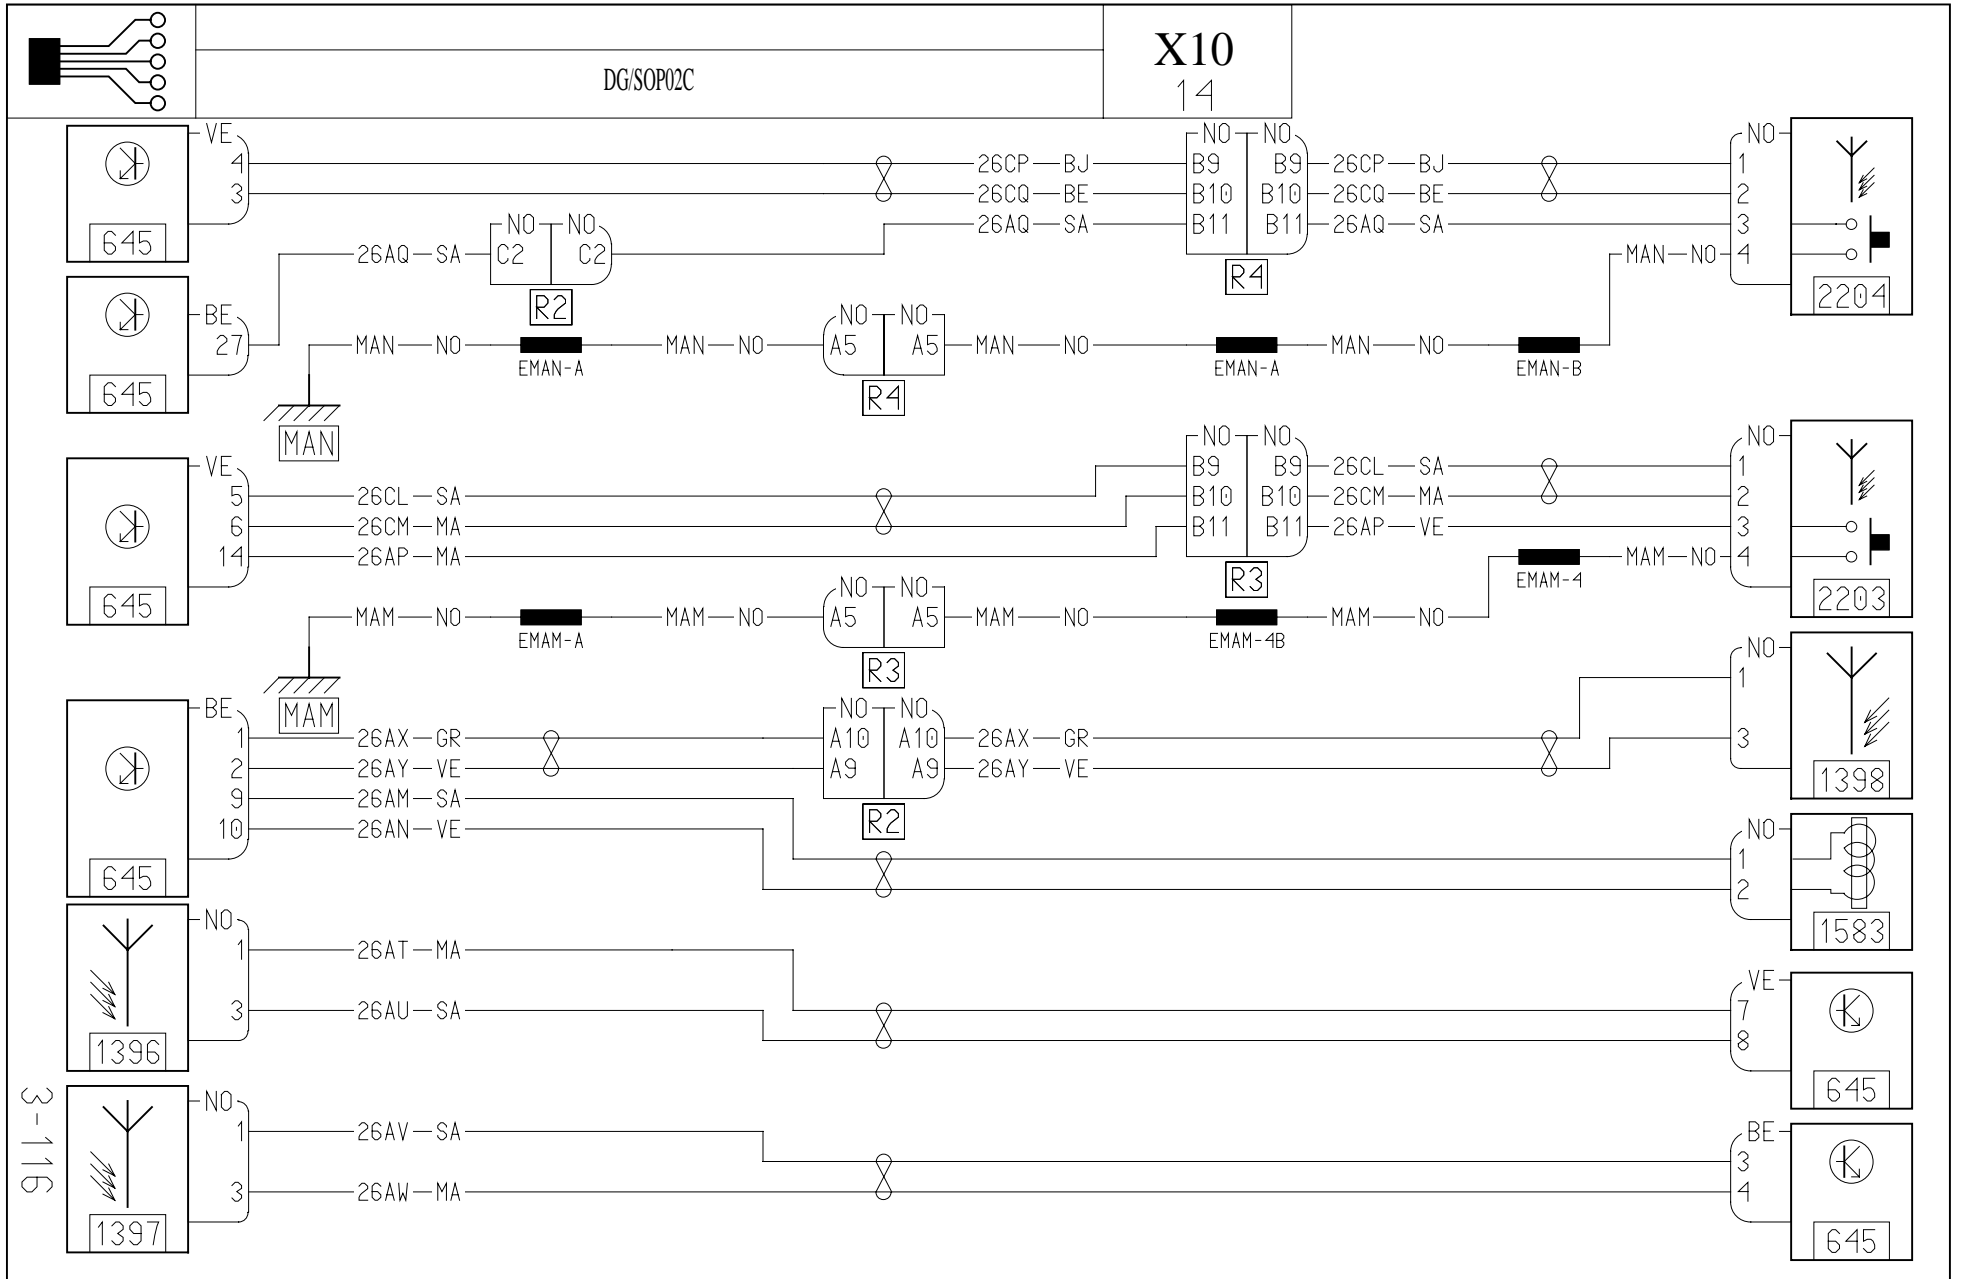 DG/SOP02C
X10
14
VE NO NO NO
4 26CP BJ B9 B9 26CP BJ 1
3 26CQ BE B10 B10 26CQ BE 2
NO NO 26AQ SA B11 B11 26AQ SA 3
645 26AQ SA C2 C2 MAN NO 4
R2 R4 2204
BE NO NO
27 MAN NO MAN NO A5 A5 MAN NO MAN NO
EMAN-A EMAN-A EMAN-B
645 R4
MAN
NO NO NO
VE B9 B9 26CL SA 1
5 26CL SA B10 B10 26CM MA 2
6 26CM MA B11 B11 26AP VE 3
14 26AP MA MAM NO 4
R3 EMAM-4
645 NO NO 2203
MAM NO MAM NO A5 A5 MAM NO MAM NO
EMAM-A EMAM-4B
R3 NO
1
MAM
BE NO NO
1 26AX GR A10 A10 26AX GR 3
2 26AY VE A9 A9 26AY VE
1398
9 26AM SA
10 26AN VE R2 NO
1
645 2
NO 1583
1 26AT MA
VE
3 26AU SA 7
1396 8
645
3-116
NO
1 26AV SA BE
3
3 26AW MA 4
1397 645